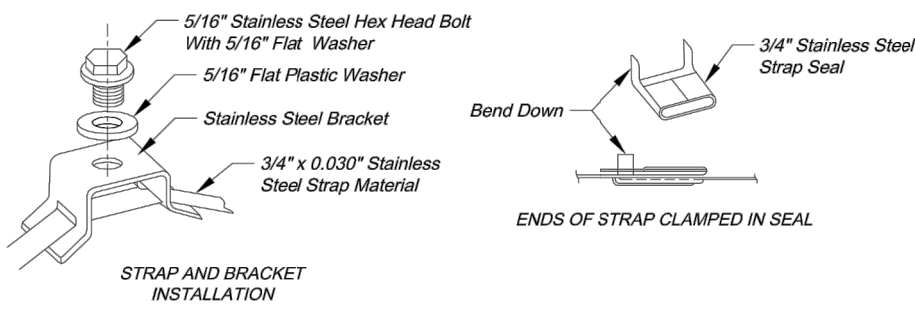 5/16" Stainless Steel Hex Head Bolt
With 5/16" Flat Washer
5/16" Flat Plastic Washer
Stainless Steel Bracket
3/4" x 0.030" Stainless
Steel Strap Material
STRAP AND BRACKET
INSTALLATION
3/4" Stainless Steel
Strap Seal
Bend Down
ENDS OF STRAP CLAMPED IN SEAL